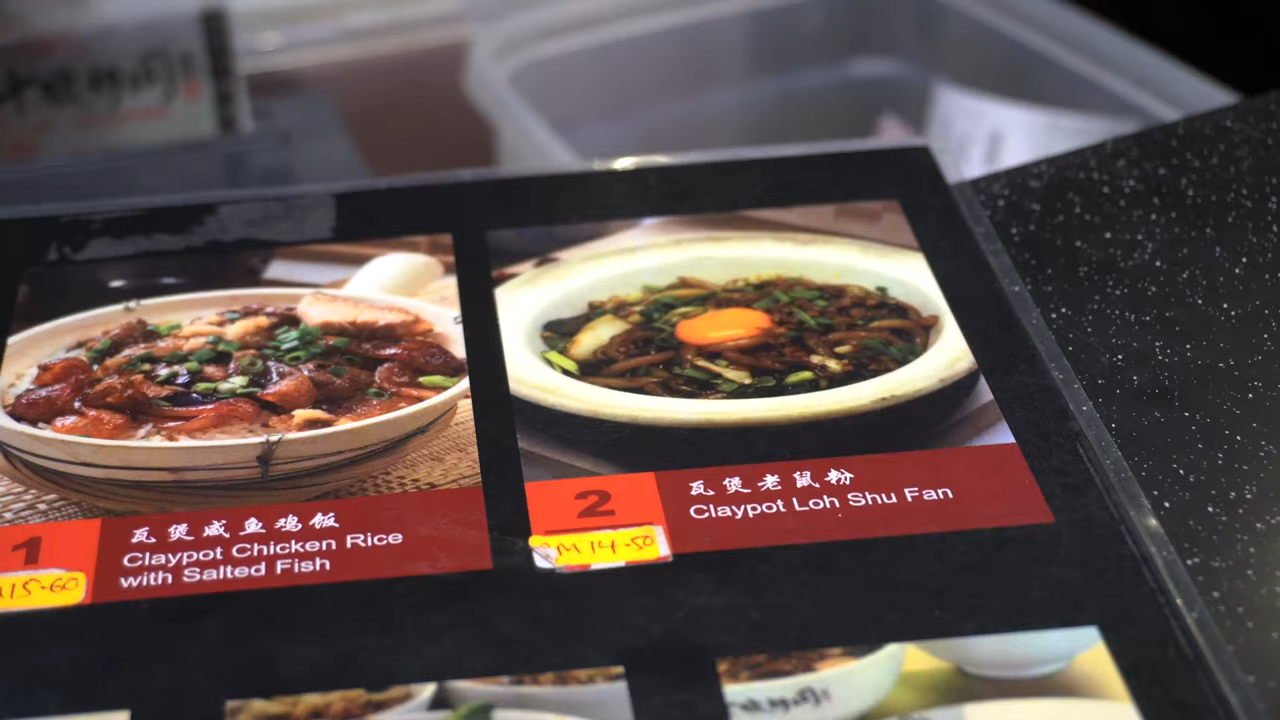 1
瓦煲咸鱼鸡饭
Claypot Chicken Rice
with Salted Fish
15.60
2
瓦煲老鼠粉
Claypot Loh Shu Fan
RM 14.50